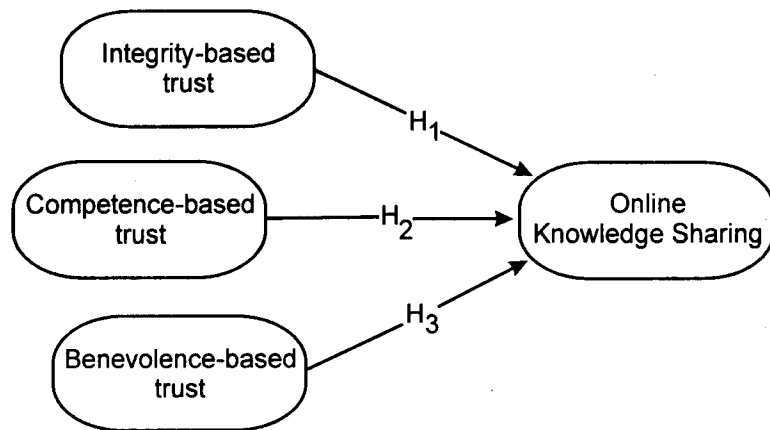 Integrity-based
trust
H1
Competence-based
trust
H2
Online
Knowledge Sharing
H3
Benevolence-based
trust